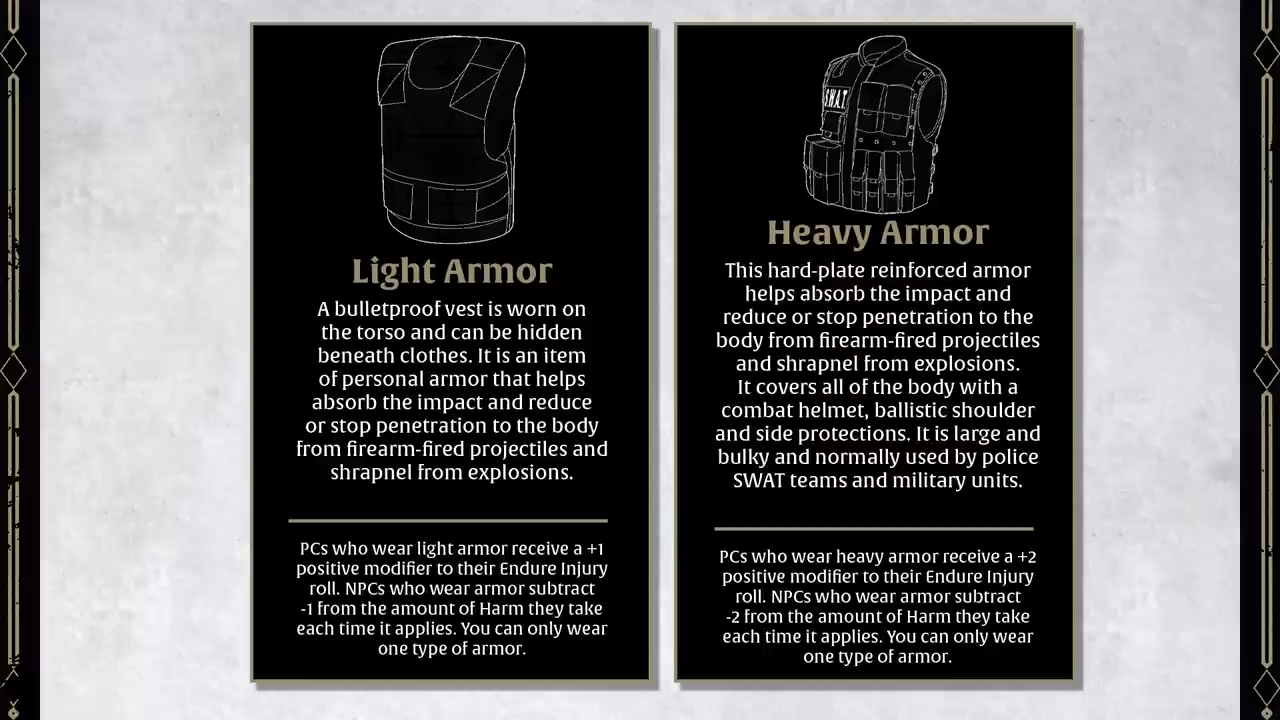 Light Armor
A bulletproof vest is worn on
the torso and can be hidden
beneath clothes. It is an item
of personal armor that helps
absorb the impact and reduce
or stop penetration to the body
from firearm-fired projectiles and
shrapnel from explosions.
PCs who wear light armor receive a +1
positive modifier to their Endure Injury
roll. NPCs who wear armor subtract
-1 from the amount of Harm they take
each time it applies. You can only wear
one type of armor.
S.W.A.T.
Heavy Armor
This hard-plate reinforced armor
helps absorb the impact and
reduce or stop penetration to the
body from firearm-fired projectiles
and shrapnel from explosions.
It covers all of the body with a
combat helmet, ballistic shoulder
and side protections. It is large and
bulky and normally used by police
SWAT teams and military units.
PCs who wear heavy armor receive a +2
positive modifier to their Endure Injury
roll. NPCs who wear armor subtract
-2 from the amount of Harm they take
each time it applies. You can only wear
one type of armor.